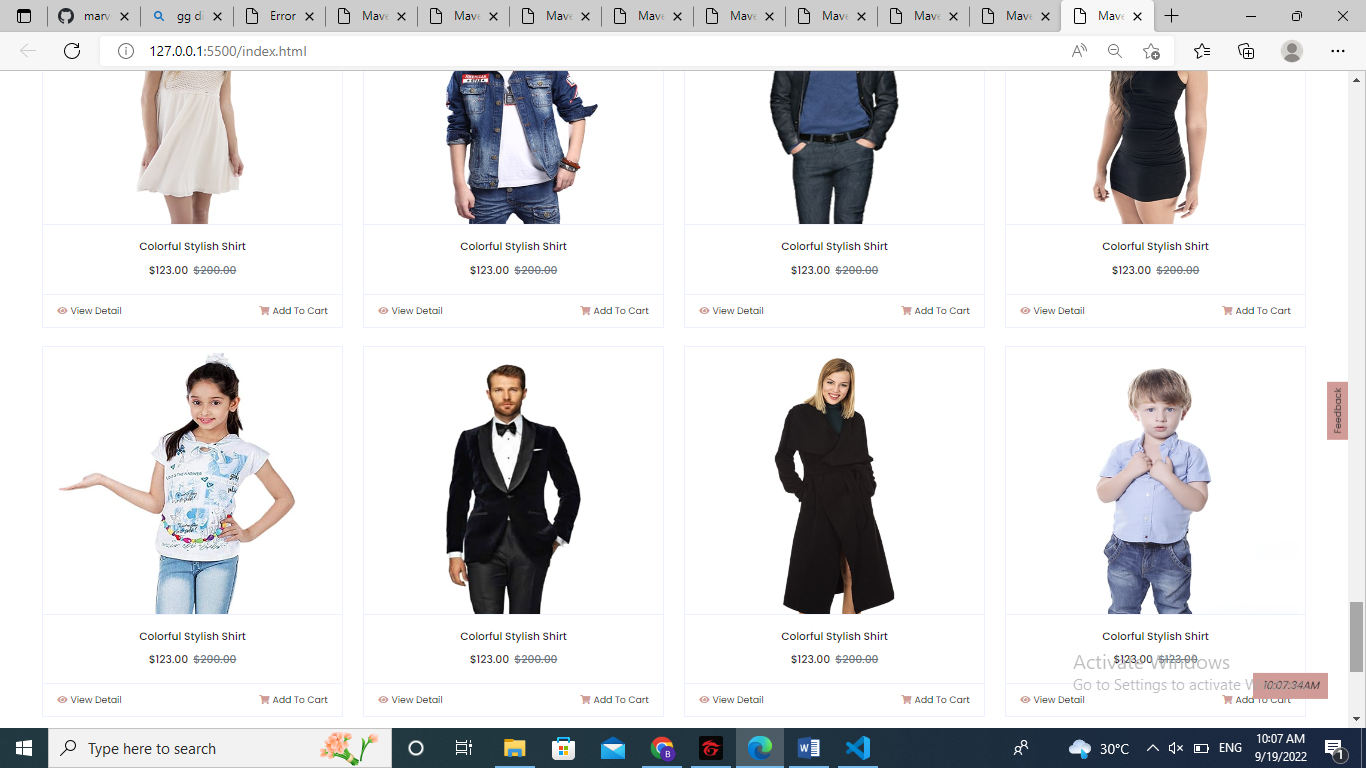 marv
gg di
Error
Mave
Mave
Mave
Mave
Mave
Mave
Mave
Mave
Mave
127.0.0.1:5500/index.html
Colorful Stylish Shirt
$123.00 $200.00
View Detail Add To Cart
Colorful Stylish Shirt
$123.00 $200.00
View Detail Add To Cart
Colorful Stylish Shirt
$123.00 $200.00
View Detail Add To Cart
Colorful Stylish Shirt
$123.00 $200.00
View Detail Add To Cart
Feedback
Colorful Stylish Shirt
$123.00 $200.00
View Detail Add To Cart
Colorful Stylish Shirt
$123.00 $200.00
View Detail Add To Cart
Colorful Stylish Shirt
$123.00 $200.00
View Detail Add To Cart
Colorful Stylish Shirt
$123.00 $123.00
View Detail Add To Cart
Activate Windows
Go to Settings to activate W
10:07:34AM
Type here to search
30°C
ENG
10:07 AM
9/19/2022
1